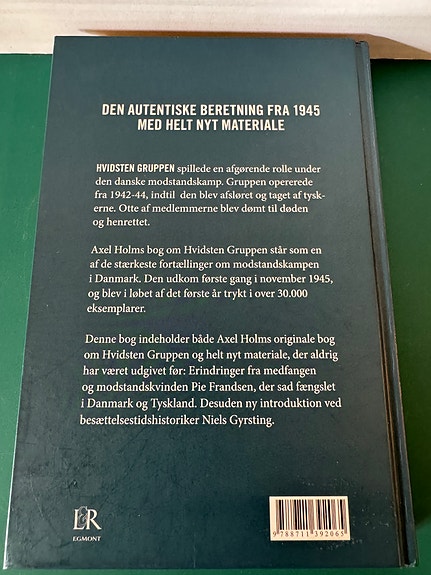 DEN AUTENTISKE BERETNING FRA 1945
MED HELT NYT MATERIALE
HVIDSTEN GRUPPEN spillede en afgørende rolle under
den danske modstandskamp. Gruppen opererede
fra 1942-44, indtil den blev afsløret og taget af tysk-
erne. Otte af medlemmerne blev dømt til døden
og henrettet.
Axel Holms bog om Hvidsten Gruppen står som en
af de stærkeste fortællinger om modstandskampen
i Danmark. Den udkom første gang i november 1945,
og blev i løbet af det første år trykt i over 30.000
eksemplarer.
Denne bog indeholder både Axel Holms originale bog
om Hvidsten Gruppen og helt nyt materiale, der aldrig
har været udgivet før: Erindringer fra medfangen
og modstandskvinden Pie Frandsen, der sad fængslet
i Danmark og Tyskland. Desuden ny introduktion ved
besættelsestidshistoriker Niels Gyrsting.
L&R
EGMONT
9 788711 392065